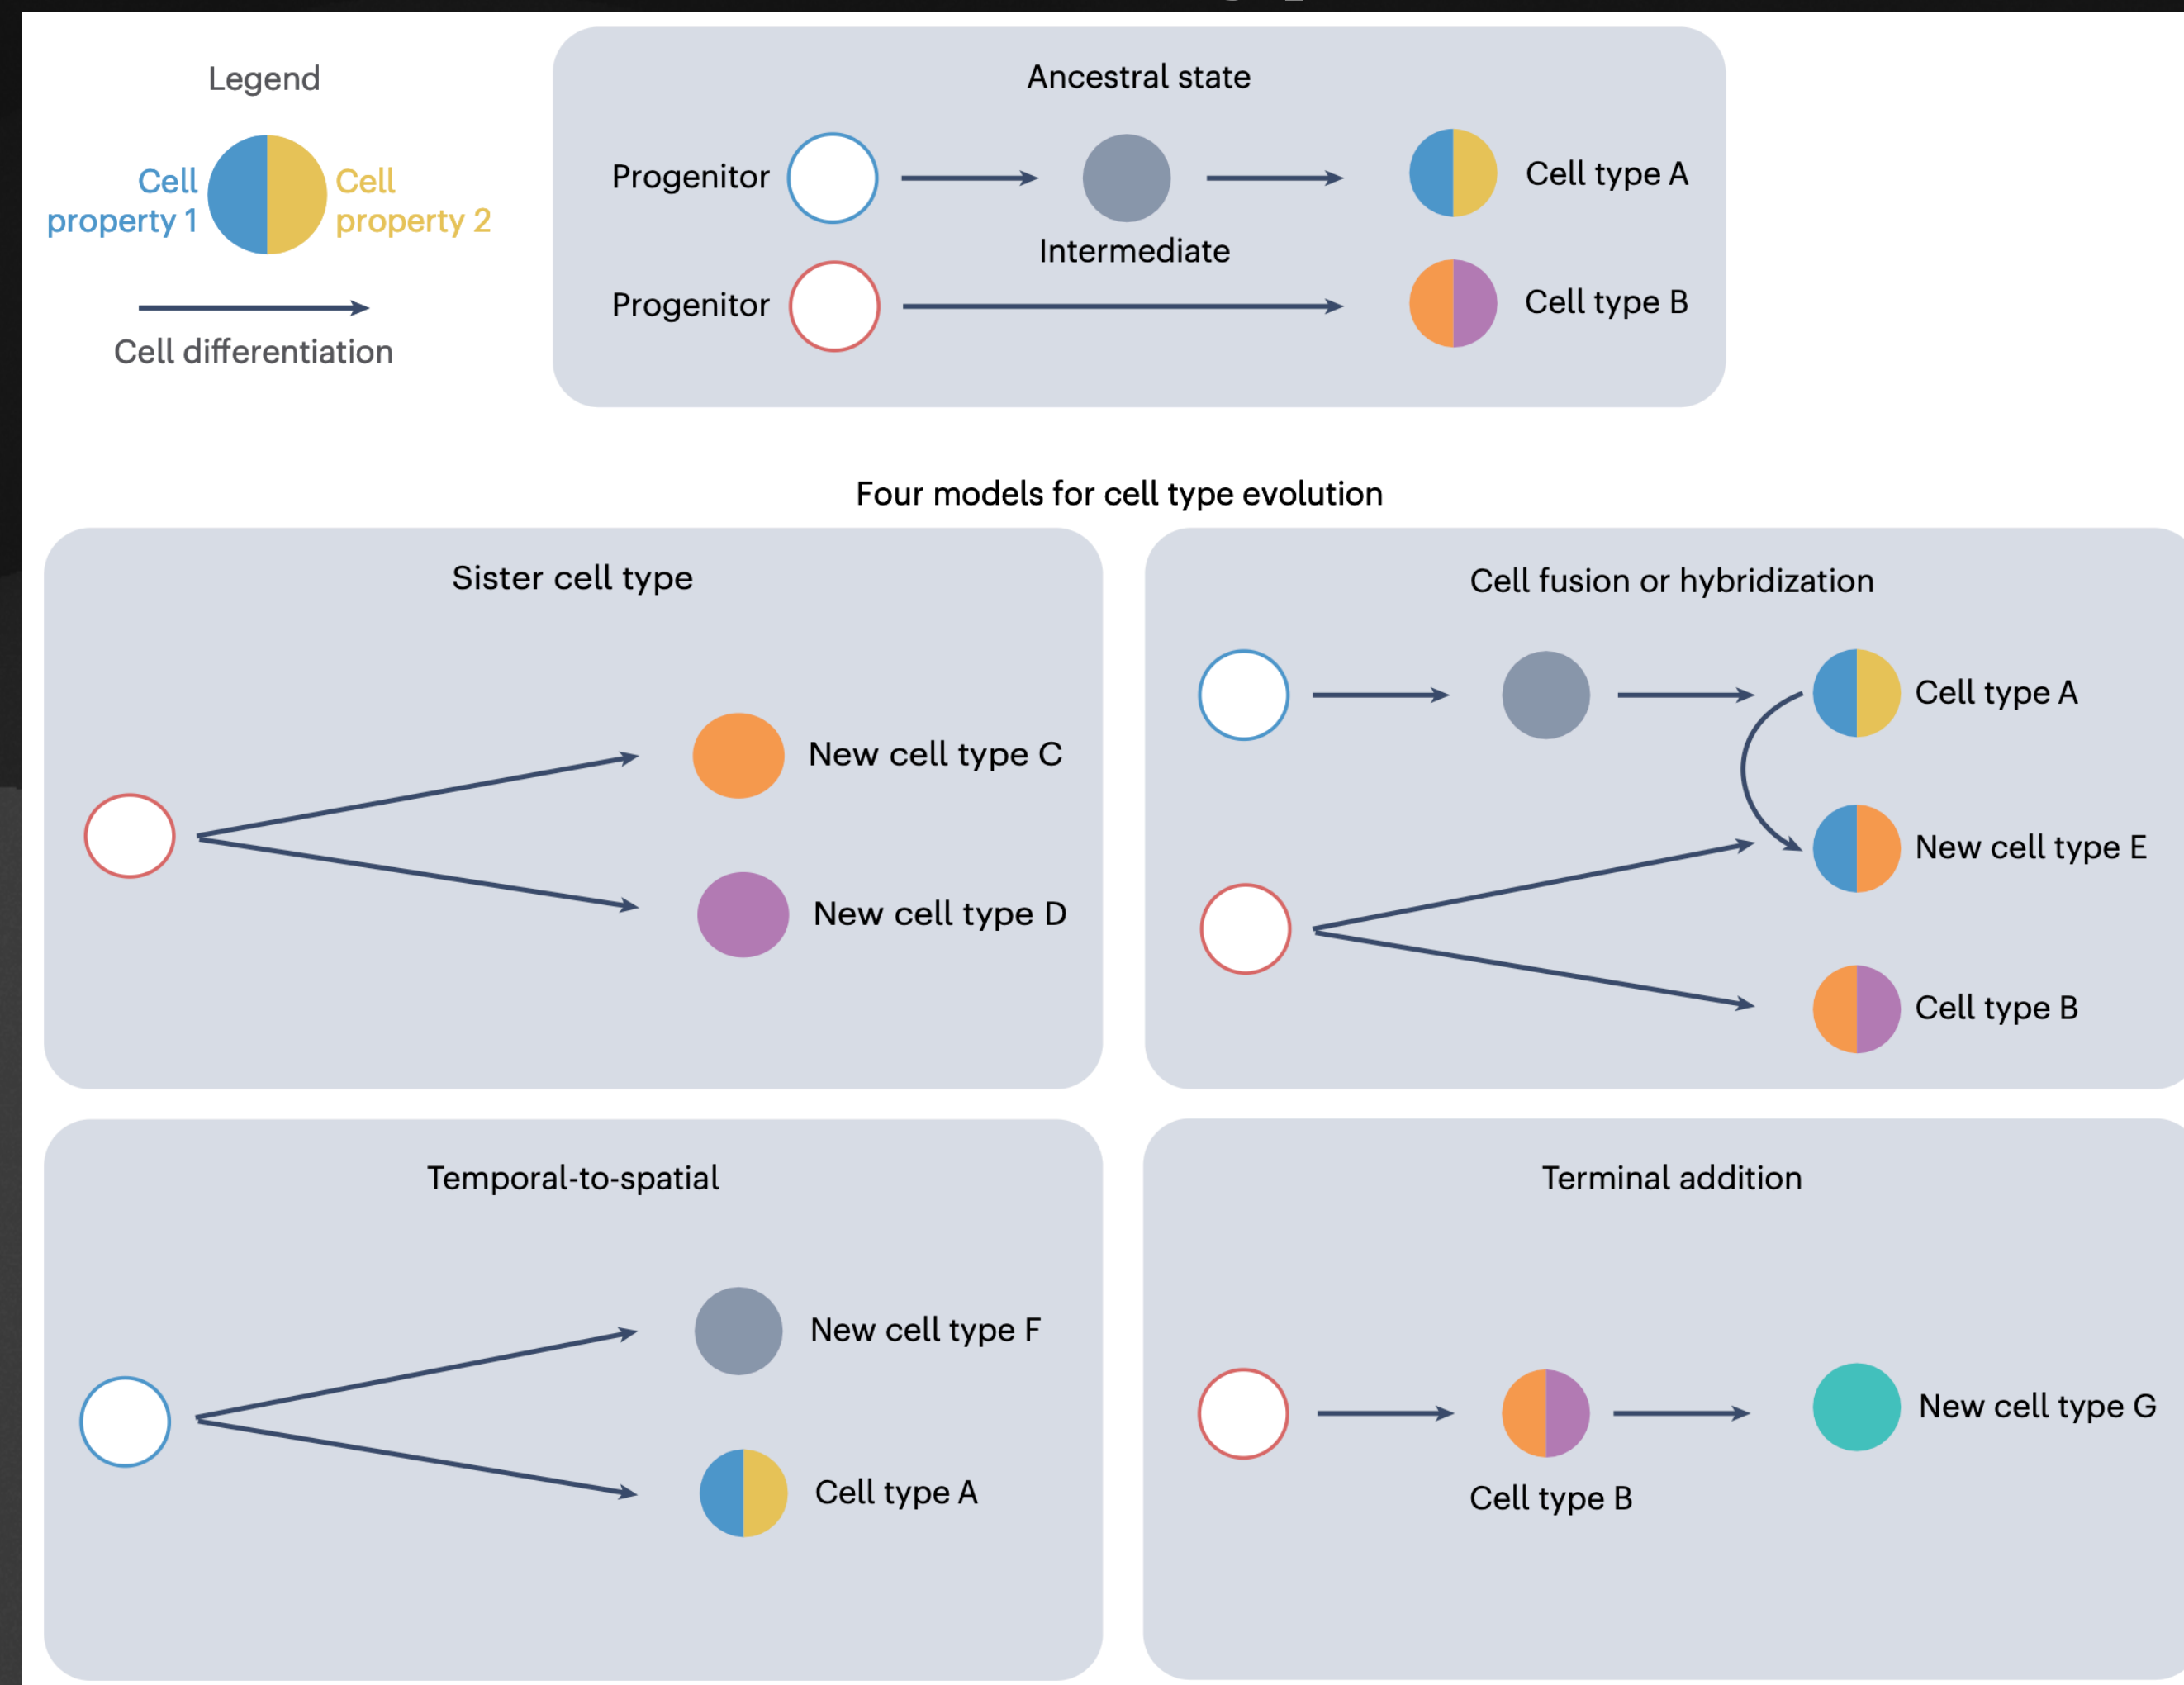 Legend
Cell
property 1
Cell
property 2
Cell differentiation
Ancestral state
Progenitor
Intermediate
Cell type A
Progenitor
Cell type B
Four models for cell type evolution
Sister cell type
New cell type C
New cell type D
Cell fusion or hybridization
Cell type A
New cell type E
Cell type B
Temporal-to-spatial
New cell type F
Cell type A
Terminal addition
Cell type B
New cell type G